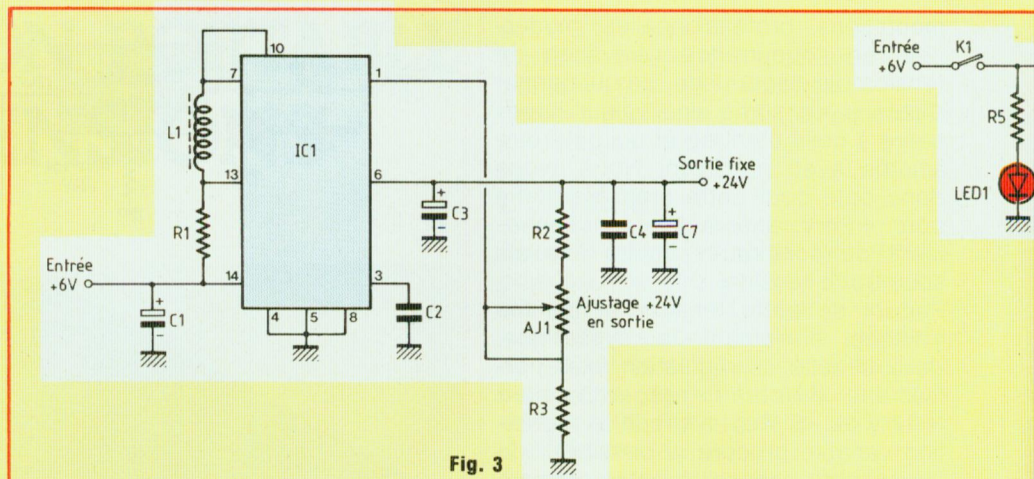 10
7
1
L1
IC1
13
6
Sortie fixe
+24V
+
C3
-
R1
R2
C4
+
C7
-
Entrée
+6V
14
3
+
C1
-
C2
4
5
8
Ajustage +24V
en sortie
AJ1
R3
Fig. 3
Entrée
+6V
K1
R5
LED1